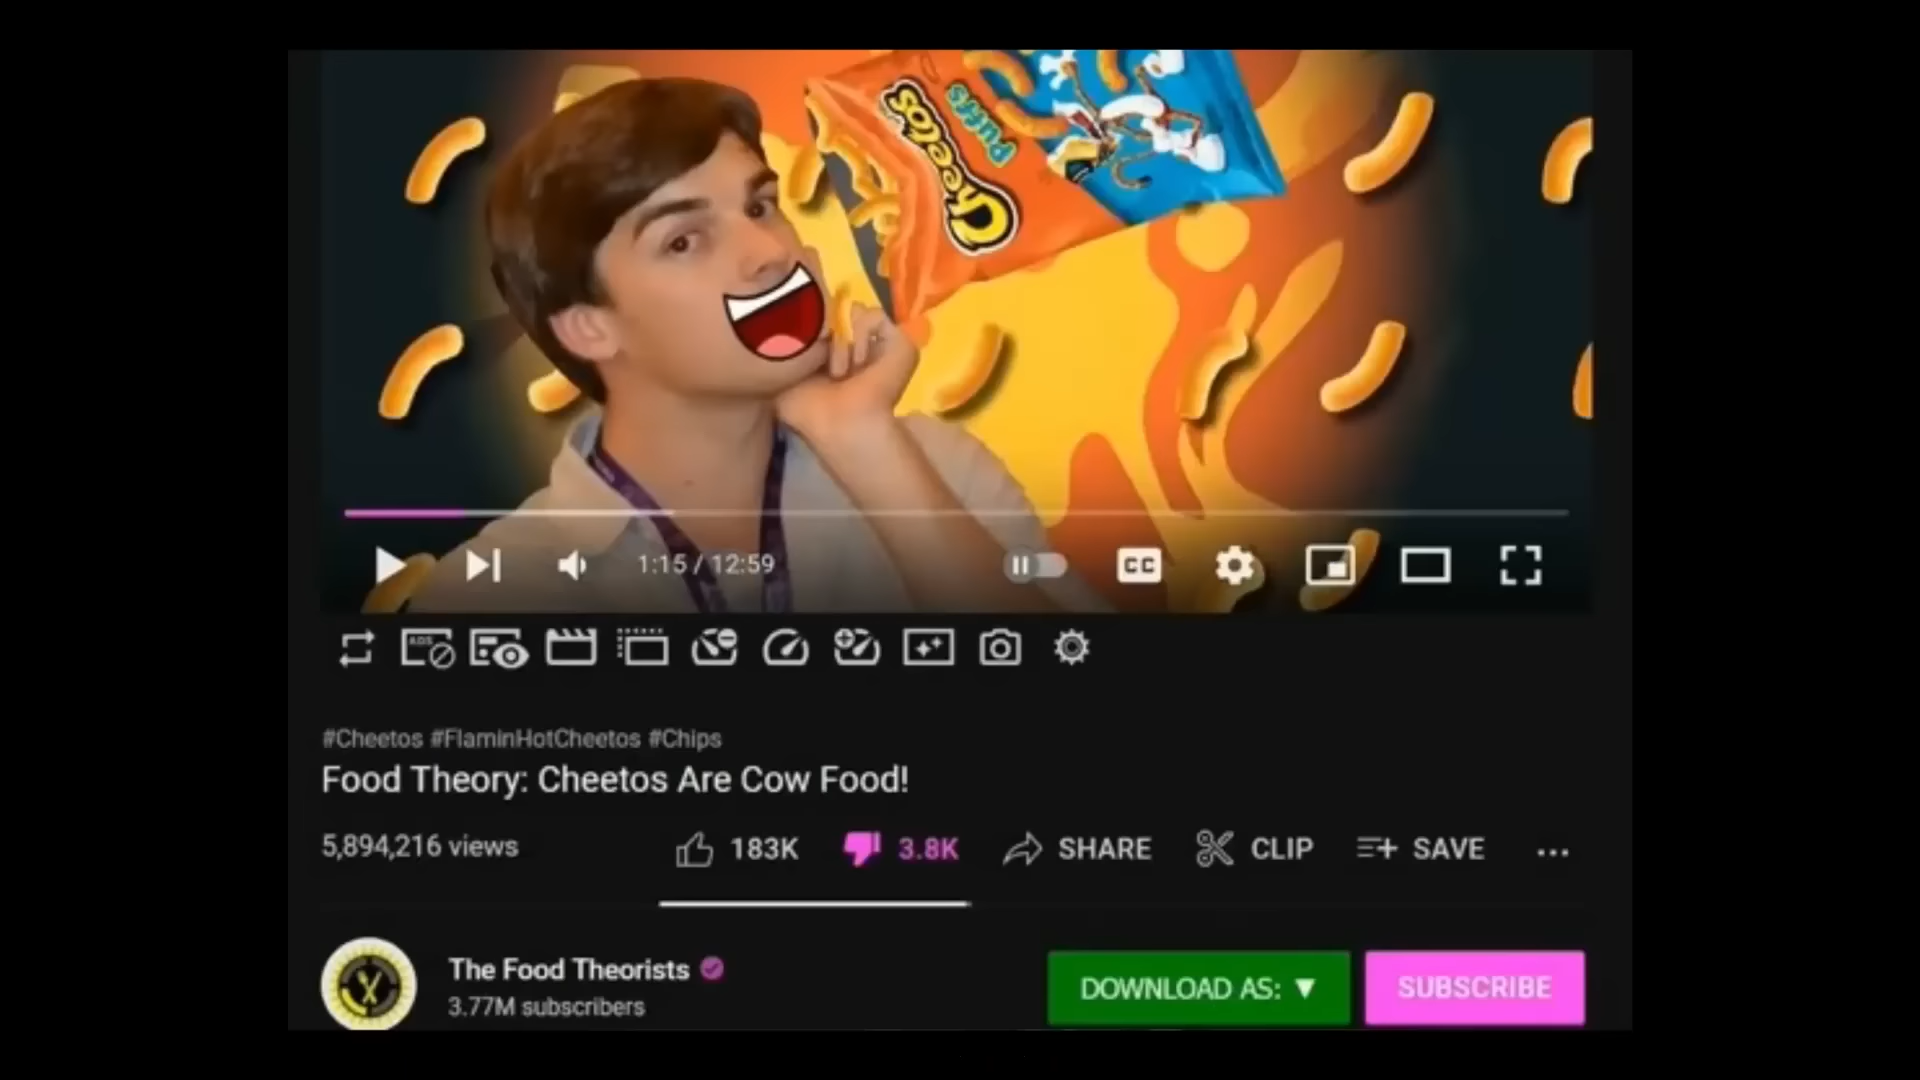 Cheetos
Puffs
1:15 / 12:59
CC
ADS
#Cheetos #FlaminHotCheetos #Chips
Food Theory: Cheetos Are Cow Food!
5,894,216 views
183K
3.8K
SHARE
CLIP
SAVE
The Food Theorists
3.77M subscribers
DOWNLOAD AS: ▼
SUBSCRIBE